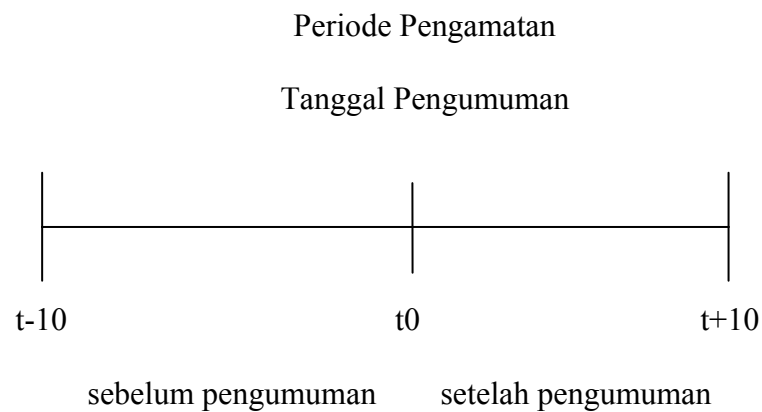 Periode Pengamatan
Tanggal Pengumuman
t-10 t0 t+10
sebelum pengumuman setelah pengumuman